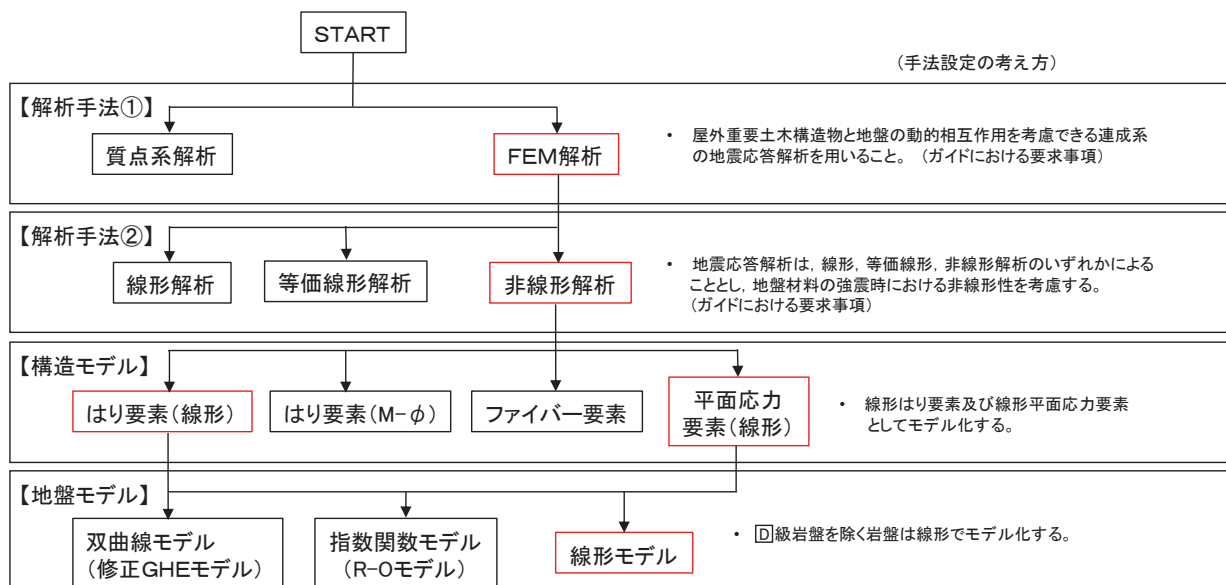 START
(手法設定の考え方)
【解析手法①】
質点系解析
FEM解析
・ 屋外重要土木構造物と地盤の動的相互作用を考慮できる連成系
の地震応答解析を用いること。 (ガイドにおける要求事項)
【解析手法②】
線形解析
等価線形解析
非線形解析
・ 地震応答解析は, 線形, 等価線形, 非線形解析のいずれかによる
こととし, 地盤材料の強震時における非線形性を考慮する。
(ガイドにおける要求事項)
【構造モデル】
はり要素(線形)
はり要素(M-φ)
ファイバー要素
平面応力
要素(線形)
・ 線形はり要素及び線形平面応力要素
としてモデル化する。
【地盤モデル】
双曲線モデル
(修正GHEモデル)
指数関数モデル
(R-Oモデル)
線形モデル
・ D級岩盤を除く岩盤は線形でモデル化する。